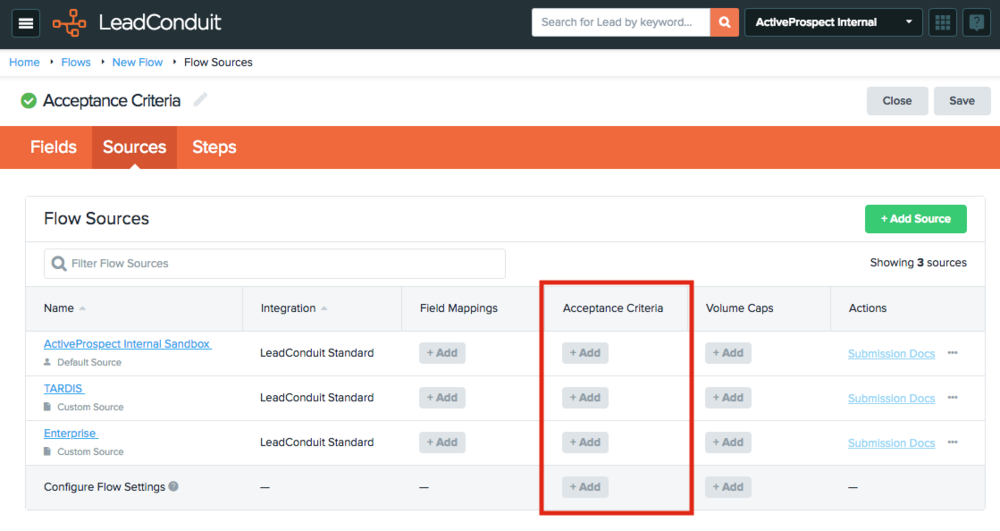 LeadConduit
Search for Lead by keyword...
ActiveProspect Internal
Home Flows New Flow Flow Sources
Acceptance Criteria
Close
Save
Fields Sources Steps
Flow Sources
+ Add Source
Filter Flow Sources
Showing 3 sources
Name Integration Field Mappings Acceptance Criteria Volume Caps Actions
ActiveProspect Internal Sandbox LeadConduit Standard + Add + Add + Add Submission Docs
Default Source
TARDIS LeadConduit Standard + Add + Add + Add Submission Docs
Custom Source
Enterprise LeadConduit Standard + Add + Add + Add Submission Docs
Custom Source
Configure Flow Settings ? — — + Add + Add —